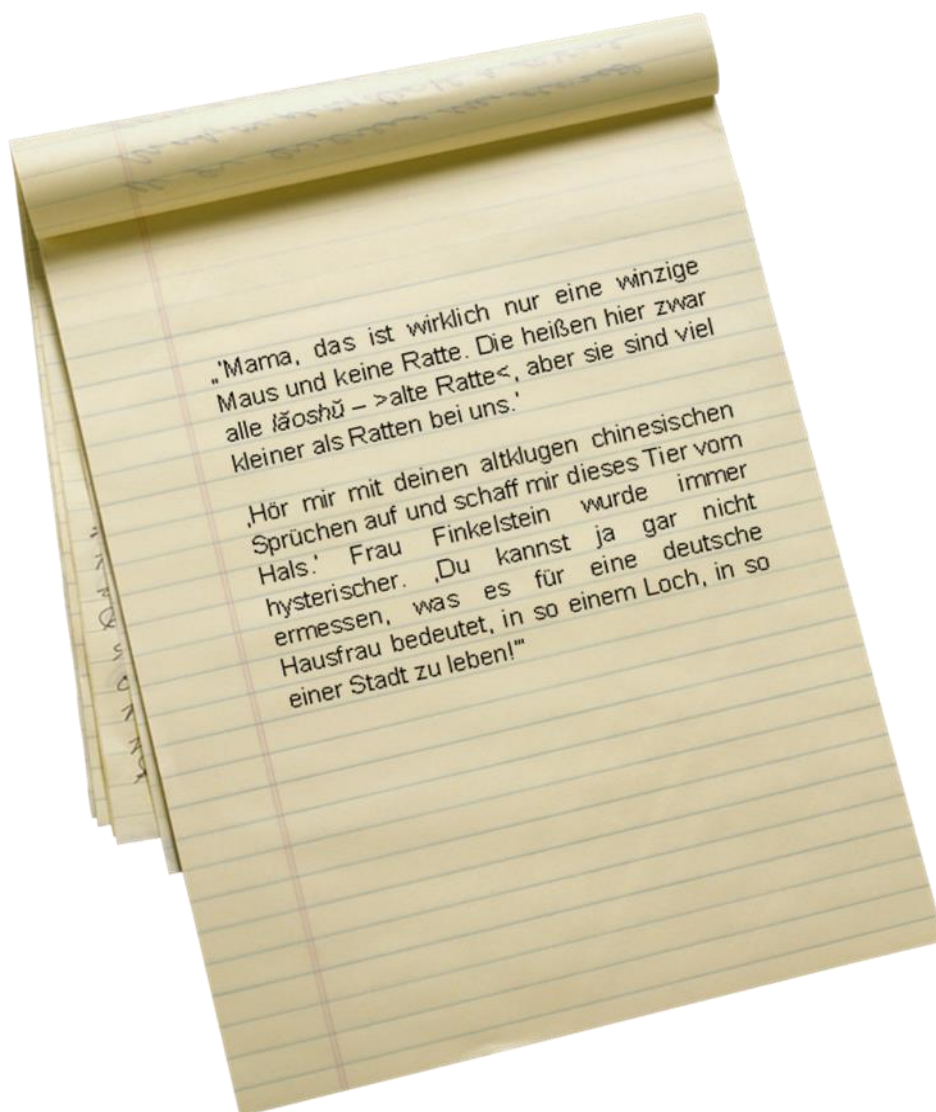 „'Mama, das ist wirklich nur eine winzige
Maus und keine Ratte. Die heißen hier zwar
alle lǎoshǔ – >alte Ratte<, aber sie sind viel
kleiner als Ratten bei uns.'
‚Hör mir mit deinen altklugen chinesischen
Sprüchen auf und schaff mir dieses Tier vom
Hals.' Frau Finkelstein wurde immer
hysterischer. ‚Du kannst ja gar nicht
ermessen, was es für eine deutsche
Hausfrau bedeutet, in so einem Loch, in so
einer Stadt zu leben!'"